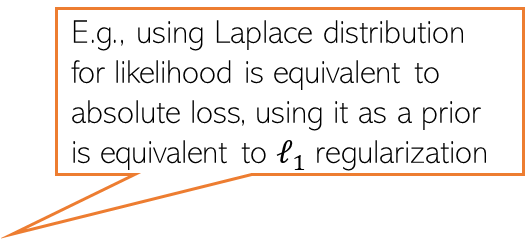 E.g., using Laplace distribution
for likelihood is equivalent to
absolute loss, using it as a prior
is equivalent to ℓ₁ regularization